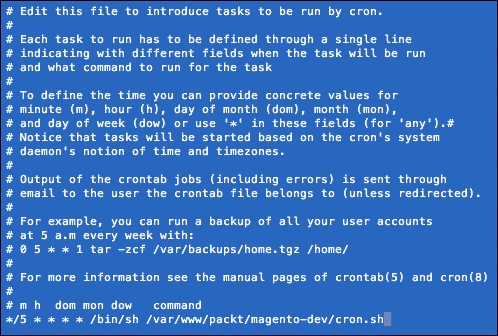 # Edit this file to introduce tasks to be run by cron.
#
# Each task to run has to be defined through a single line
# indicating with different fields when the task will be run
# and what command to run for the task
#
# To define the time you can provide concrete values for
# minute (m), hour (h), day of month (dom), month (mon),
# and day of week (dow) or use '*' in these fields (for 'any').#
# Notice that tasks will be started based on the cron's system
# daemon's notion of time and timezones.
#
# Output of the crontab jobs (including errors) is sent through
# email to the user the crontab file belongs to (unless redirected).
#
# For example, you can run a backup of all your user accounts
# at 5 a.m every week with:
# 0 5 * * 1 tar -zcf /var/backups/home.tgz /home/
#
# For more information see the manual pages of crontab(5) and cron(8)
#
# m h  dom mon dow   command
*/5 * * * * /bin/sh /var/www/packt/magento-dev/cron.sh